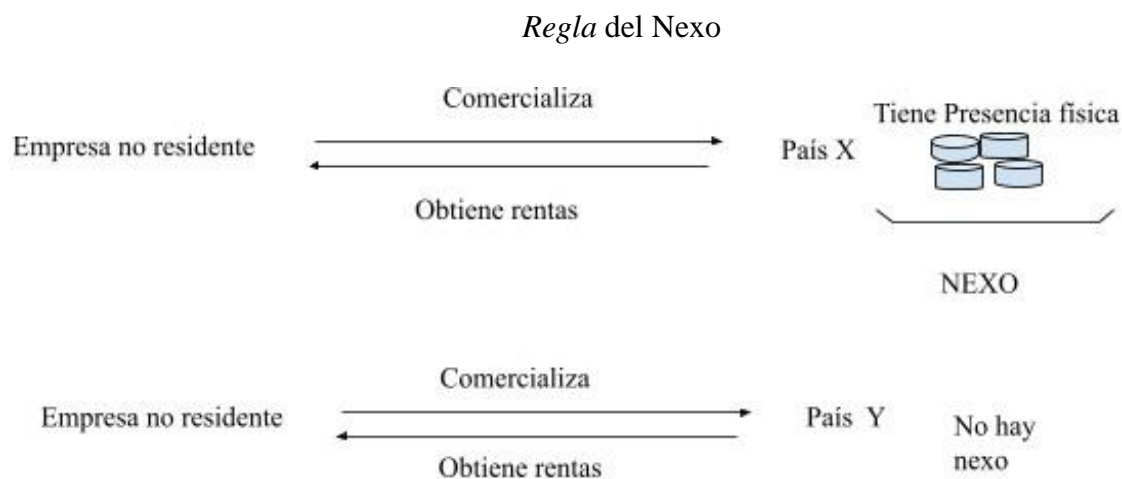 Regla del Nexo
Comercializa
Tiene Presencia física
Empresa no residente
País X
Obtiene rentas
NEXO
Comercializa
Empresa no residente
País Y
No hay
nexo
Obtiene rentas